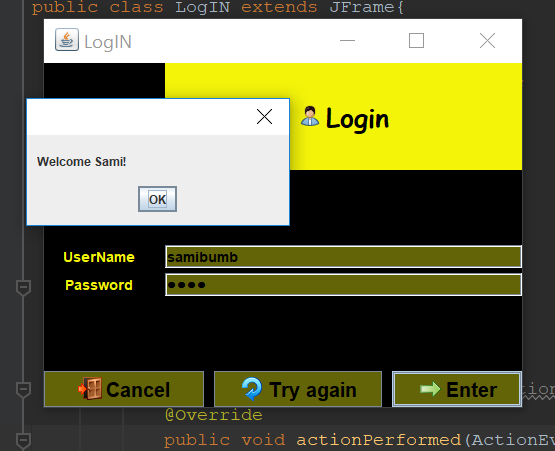 public class LogIN extends JFrame{
LogIN
Login
Welcome Sami!
OK
UserName samibumb
Password ●●●●
Cancel Try again Enter
@Override
public void actionPerformed(